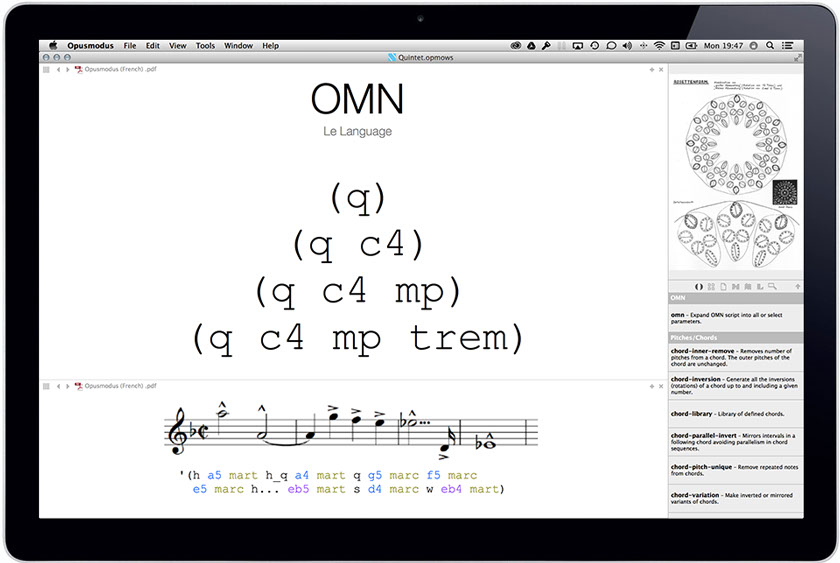 Opusmodus File Edit View Tools Window Help
Mon 19:47
Quintet.opmows
Opusmodus (French) .pdf
OMN
Le Language
(q)
(q c4)
(q c4 mp)
(q c4 mp trem)
Opusmodus (French) .pdf
'(h a5 mart h_q a4 mart q g5 marc f5 marc
e5 marc h... eb5 mart s d4 marc w eb4 mart)
ROSETTENFORM
OMN
omn – Expand OMN script into all or select
parameters.
Pitches/Chords
chord-inner-remove – Removes number of
pitches from a chord. The outer pitches of
the chord are unchanged.
chord-inversion – Generate all the inversions
(rotations) of a chord up to and including a given
number.
chord-library – Library of defined chords.
chord-parallel-invert – Mirrors intervals in a
following chord avoiding parallelism in chord
sequences.
chord-pitch-unique – Remove repeated notes
from chords.
chord-variation – Make inverted or mirrored
variants of chords.